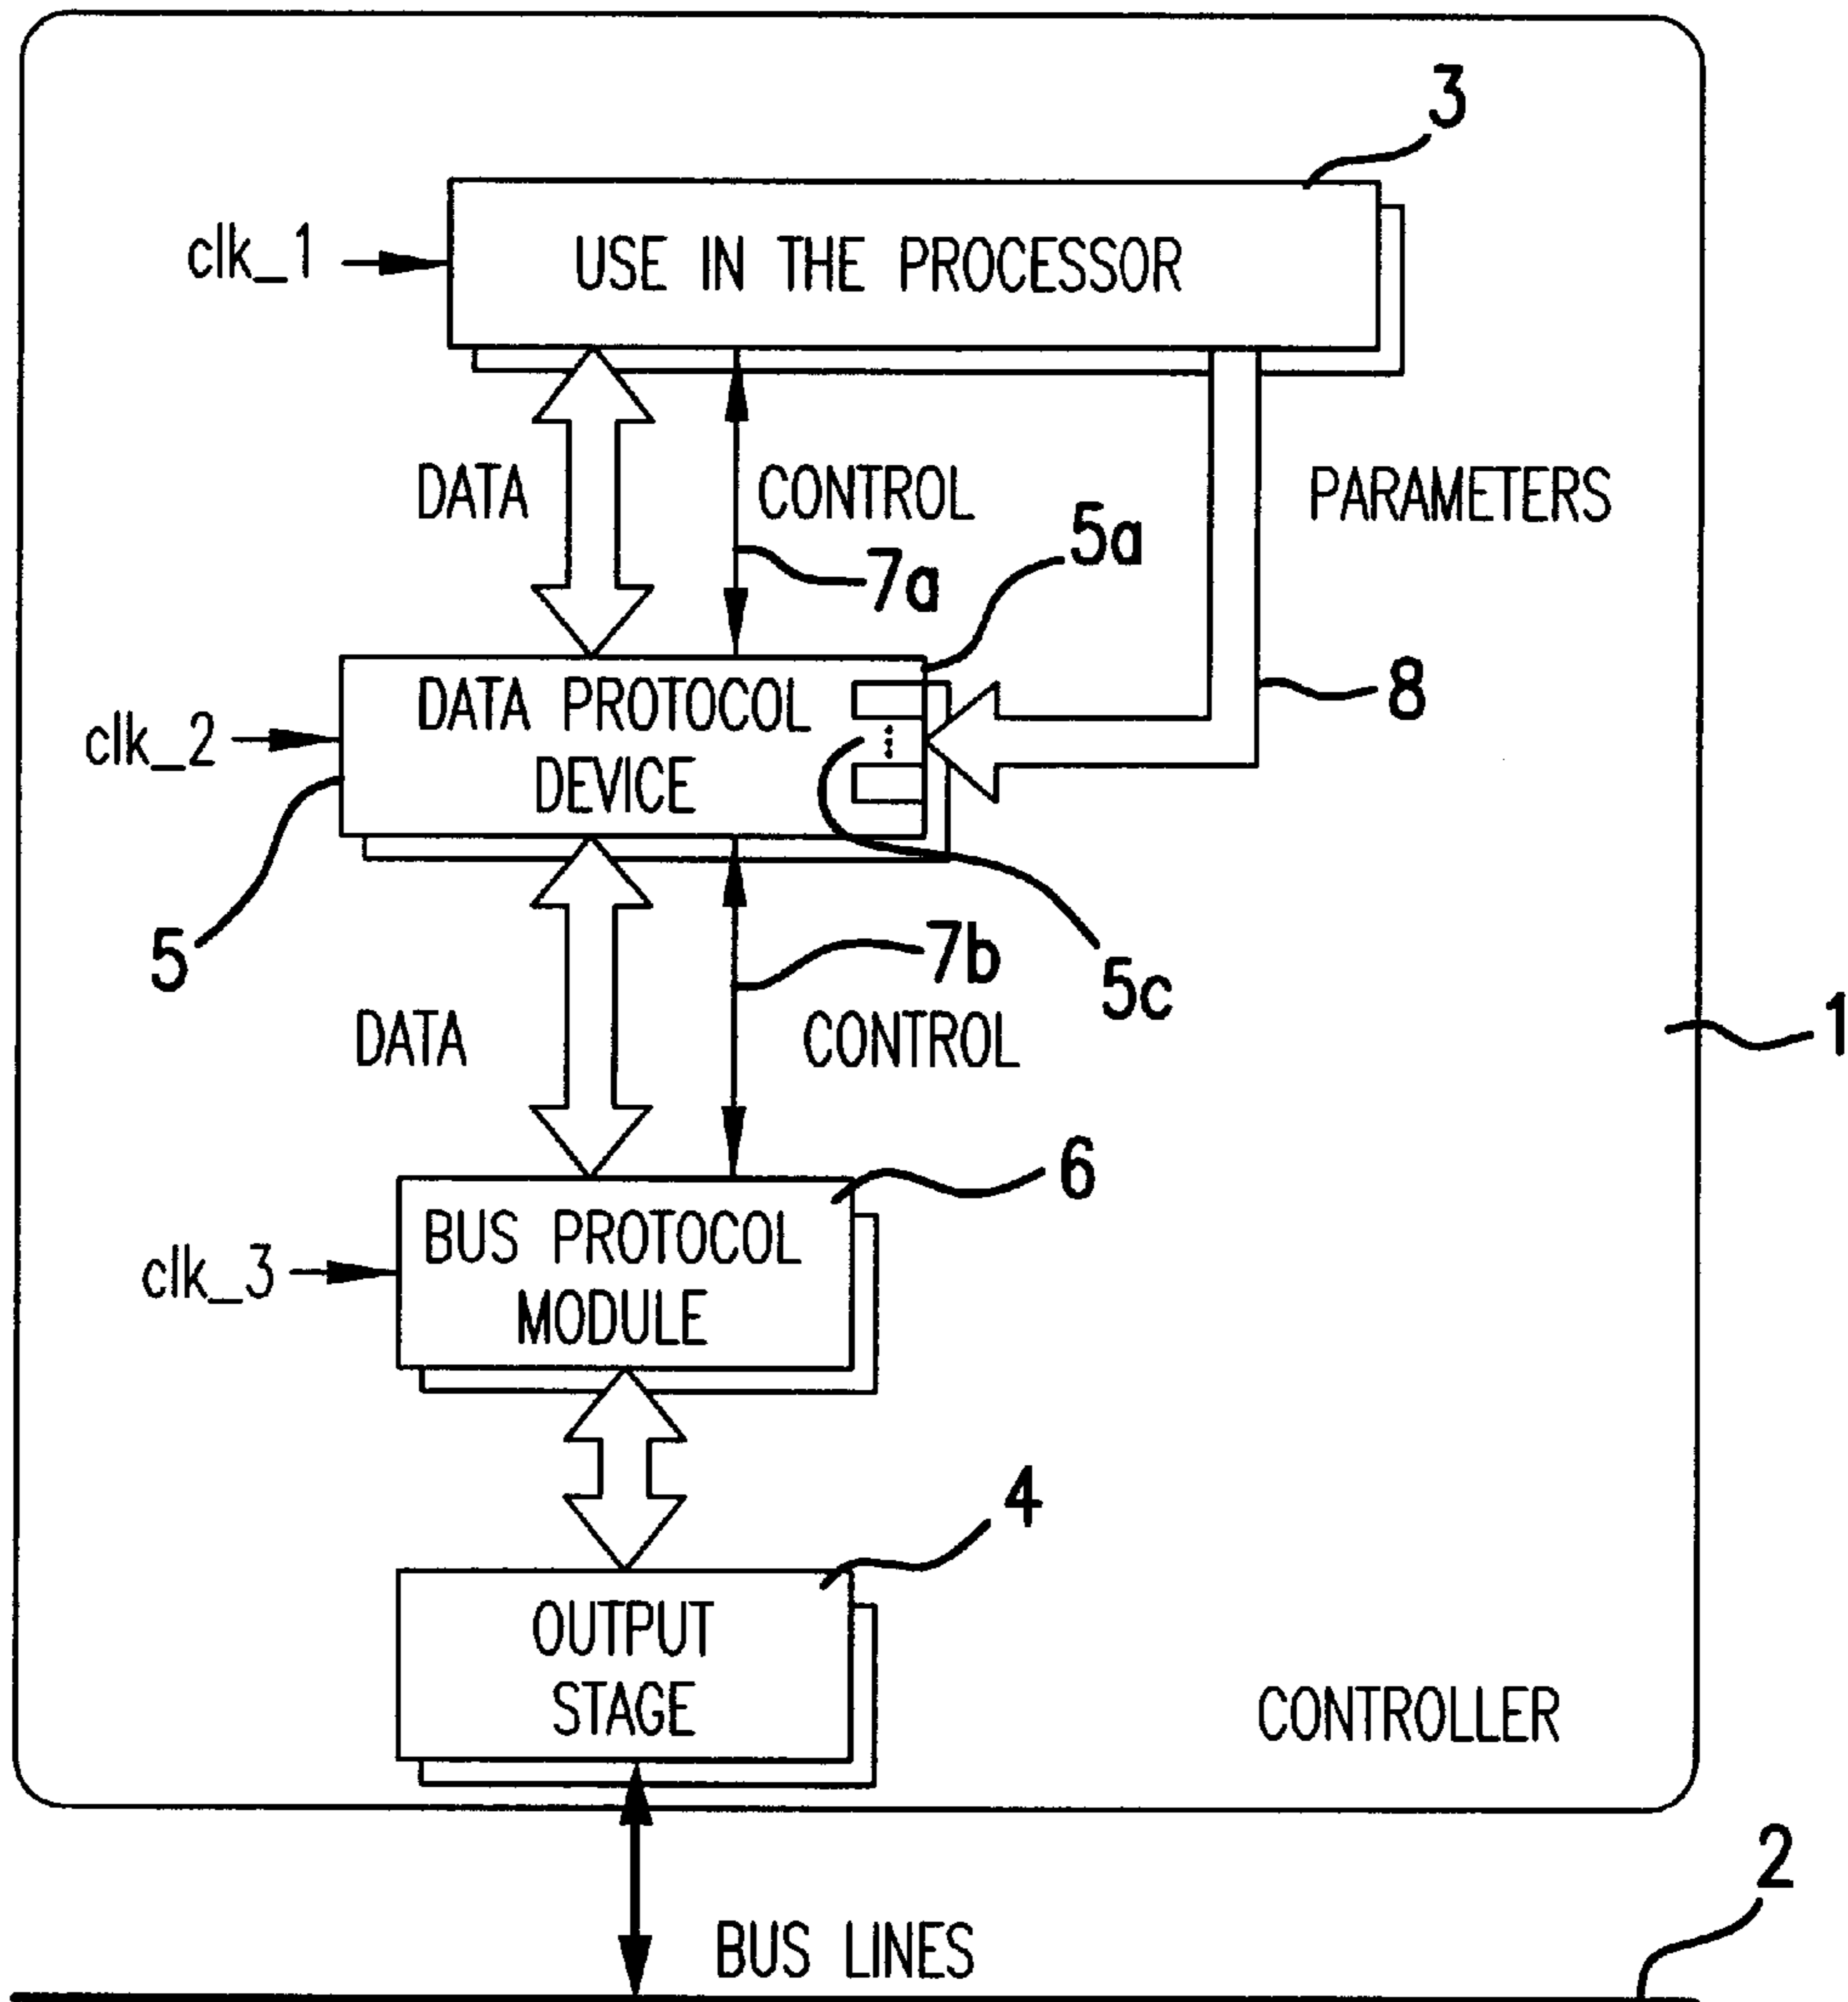 3
clk_1
USE IN THE PROCESSOR
DATA
CONTROL
PARAMETERS
7a
5a
8
clk_2
DATA PROTOCOL
DEVICE
5
7b
5c
DATA
CONTROL
1
6
clk_3
BUS PROTOCOL
MODULE
4
OUTPUT
STAGE
CONTROLLER
2
BUS LINES